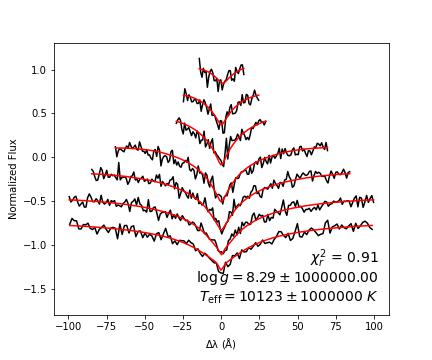 Normalized Flux
1.0
0.5
0.0
−0.5
−1.0
−1.5
χ²ᵣ = 0.91
log g = 8.29 ± 1000000.00
T_eff = 10123 ± 1000000 K
−100 −75 −50 −25 0 25 50 75 100
Δλ (Å)